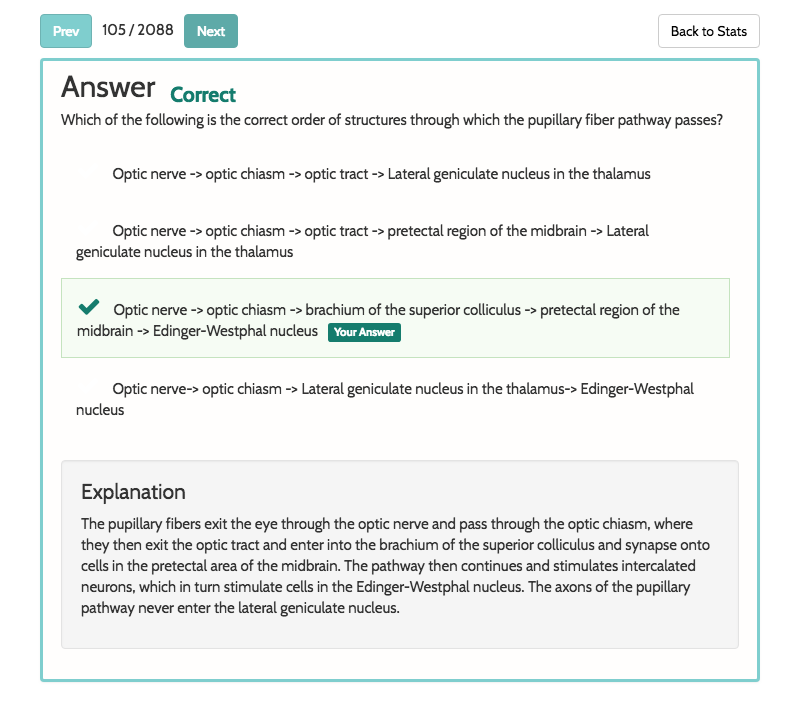 Prev 105 / 2088 Next Back to Stats
Answer Correct
Which of the following is the correct order of structures through which the pupillary fiber pathway passes?
Optic nerve -> optic chiasm -> optic tract -> Lateral geniculate nucleus in the thalamus
Optic nerve -> optic chiasm -> optic tract -> pretectal region of the midbrain -> Lateral
geniculate nucleus in the thalamus
Optic nerve -> optic chiasm -> brachium of the superior colliculus -> pretectal region of the
midbrain -> Edinger-Westphal nucleus Your Answer
Optic nerve-> optic chiasm -> Lateral geniculate nucleus in the thalamus-> Edinger-Westphal
nucleus
Explanation
The pupillary fibers exit the eye through the optic nerve and pass through the optic chiasm, where
they then exit the optic tract and enter into the brachium of the superior colliculus and synapse onto
cells in the pretectal area of the midbrain. The pathway then continues and stimulates intercalated
neurons, which in turn stimulate cells in the Edinger-Westphal nucleus. The axons of the pupillary
pathway never enter the lateral geniculate nucleus.